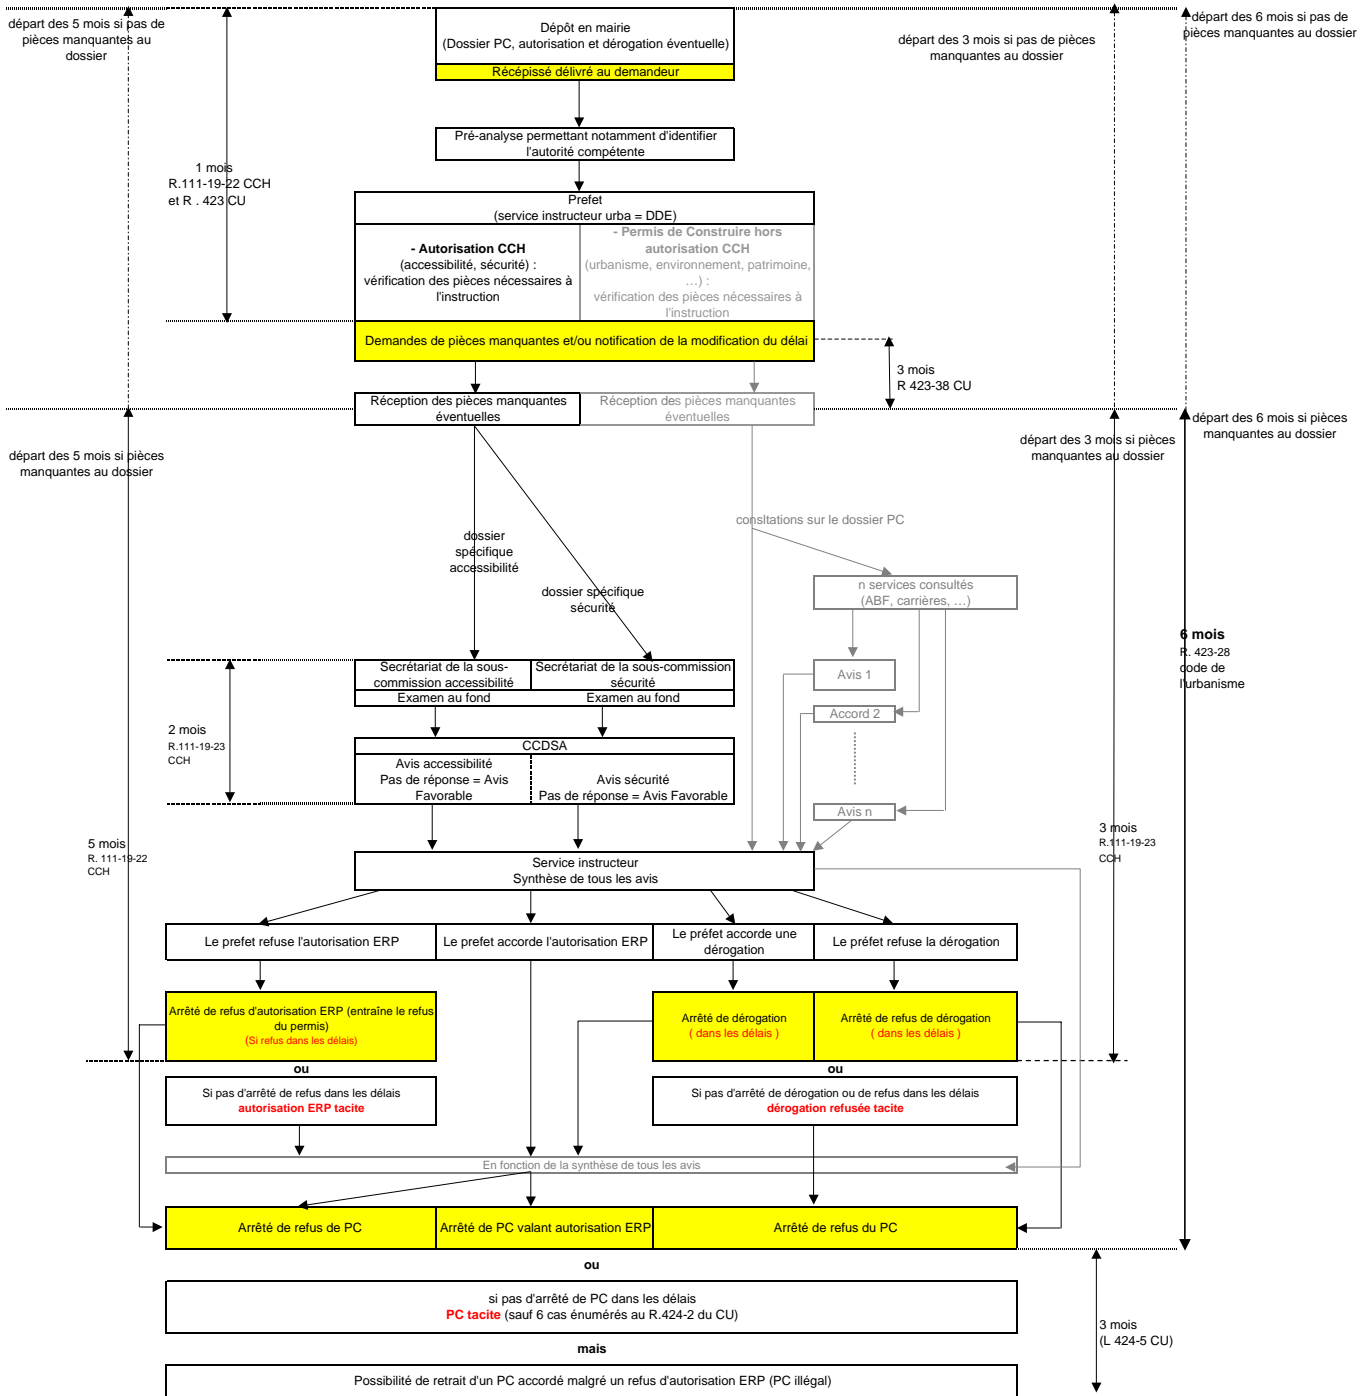 départ des 5 mois si pas de
pièces manquantes au
dossier
Dépôt en mairie
(Dossier PC, autorisation et dérogation éventuelle)
Récépissé délivré au demandeur
départ des 3 mois si pas de pièces
manquantes au dossier
départ des 6 mois si pas de
pièces manquantes au dossier
Pré-analyse permettant notamment d'identifier
l'autorité compétente
1 mois
R.111-19-22 CCH
et R . 423 CU
Prefet
(service instructeur urba = DDE)
- Autorisation CCH
(accessibilité, sécurité) :
vérification des pièces nécessaires à
l'instruction
- Permis de Construire hors
autorisation CCH
(urbanisme, environnement, patrimoine,
…) :
vérification des pièces nécessaires à
l'instruction
Demandes de pièces manquantes et/ou notification de la modification du délai
3 mois
R 423-38 CU
Réception des pièces manquantes
éventuelles
Réception des pièces manquantes
éventuelles
départ des 6 mois si pièces
manquantes au dossier
départ des 3 mois si pièces
manquantes au dossier
départ des 5 mois si pièces
manquantes au dossier
consltations sur le dossier PC
dossier
spécifique
accessibilité
dossier spécifique
sécurité
n services consultés
(ABF, carrières, …)
6 mois
R. 423-28
code de
l'urbanisme
Secrétariat de la sous-
commission accessibilité
Secrétariat de la sous-commission
sécurité
Examen au fond
Examen au fond
Avis 1
Accord 2
2 mois
R.111-19-23
CCH
CCDSA
Avis accessibilité
Pas de réponse = Avis
Favorable
Avis sécurité
Pas de réponse = Avis Favorable
Avis n
5 mois
R. 111-19-22
CCH
3 mois
R.111-19-23
CCH
Service instructeur
Synthèse de tous les avis
Le prefet refuse l'autorisation ERP
Le prefet accorde l'autorisation ERP
Le préfet accorde une
dérogation
Le préfet refuse la dérogation
Arrêté de refus d'autorisation ERP (entraîne le refus
du permis)
(Si refus dans les délais)
Arrêté de dérogation
( dans les délais )
Arrêté de refus de dérogation
( dans les délais )
ou
ou
Si pas d'arrêté de refus dans les délais
autorisation ERP tacite
Si pas d'arrêté de dérogation ou de refus dans les délais
dérogation refusée tacite
En fonction de la synthèse de tous les avis
Arrêté de refus de PC
Arrêté de PC valant autorisation ERP
Arrêté de refus du PC
ou
si pas d'arrêté de PC dans les délais
PC tacite (sauf 6 cas énumérés au R.424-2 du CU)
3 mois
(L 424-5 CU)
mais
Possibilité de retrait d'un PC accordé malgré un refus d'autorisation ERP (PC illégal)